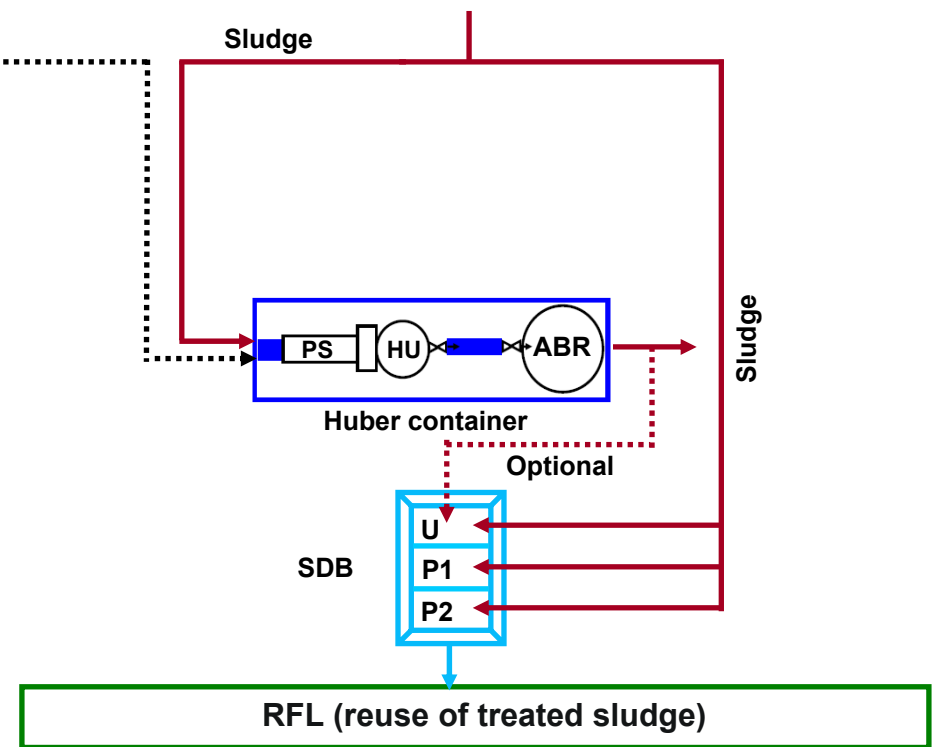 Sludge
Sludge
PS
HU
ABR
Huber container
Optional
U
SDB
P1
P2
RFL (reuse of treated sludge)